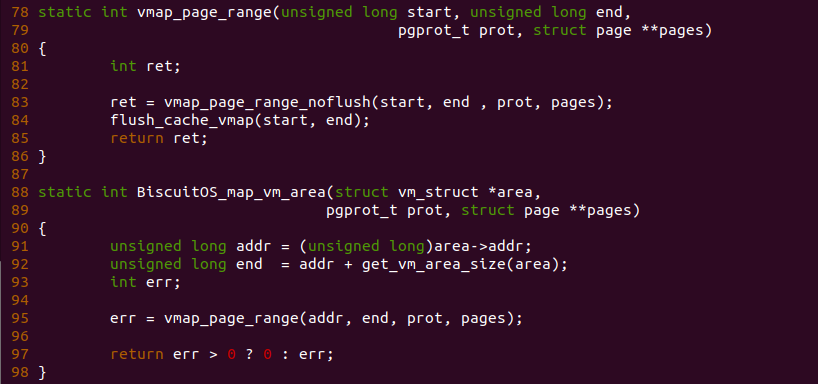 78 static int vmap_page_range(unsigned long start, unsigned long end,
79                                         pgprot_t prot, struct page **pages)
80 {
81         int ret;
82
83         ret = vmap_page_range_noflush(start, end , prot, pages);
84         flush_cache_vmap(start, end);
85         return ret;
86 }
87
88 static int BiscuitOS_map_vm_area(struct vm_struct *area,
89                                 pgprot_t prot, struct page **pages)
90 {
91         unsigned long addr = (unsigned long)area->addr;
92         unsigned long end  = addr + get_vm_area_size(area);
93         int err;
94
95         err = vmap_page_range(addr, end, prot, pages);
96
97         return err > 0 ? 0 : err;
98 }